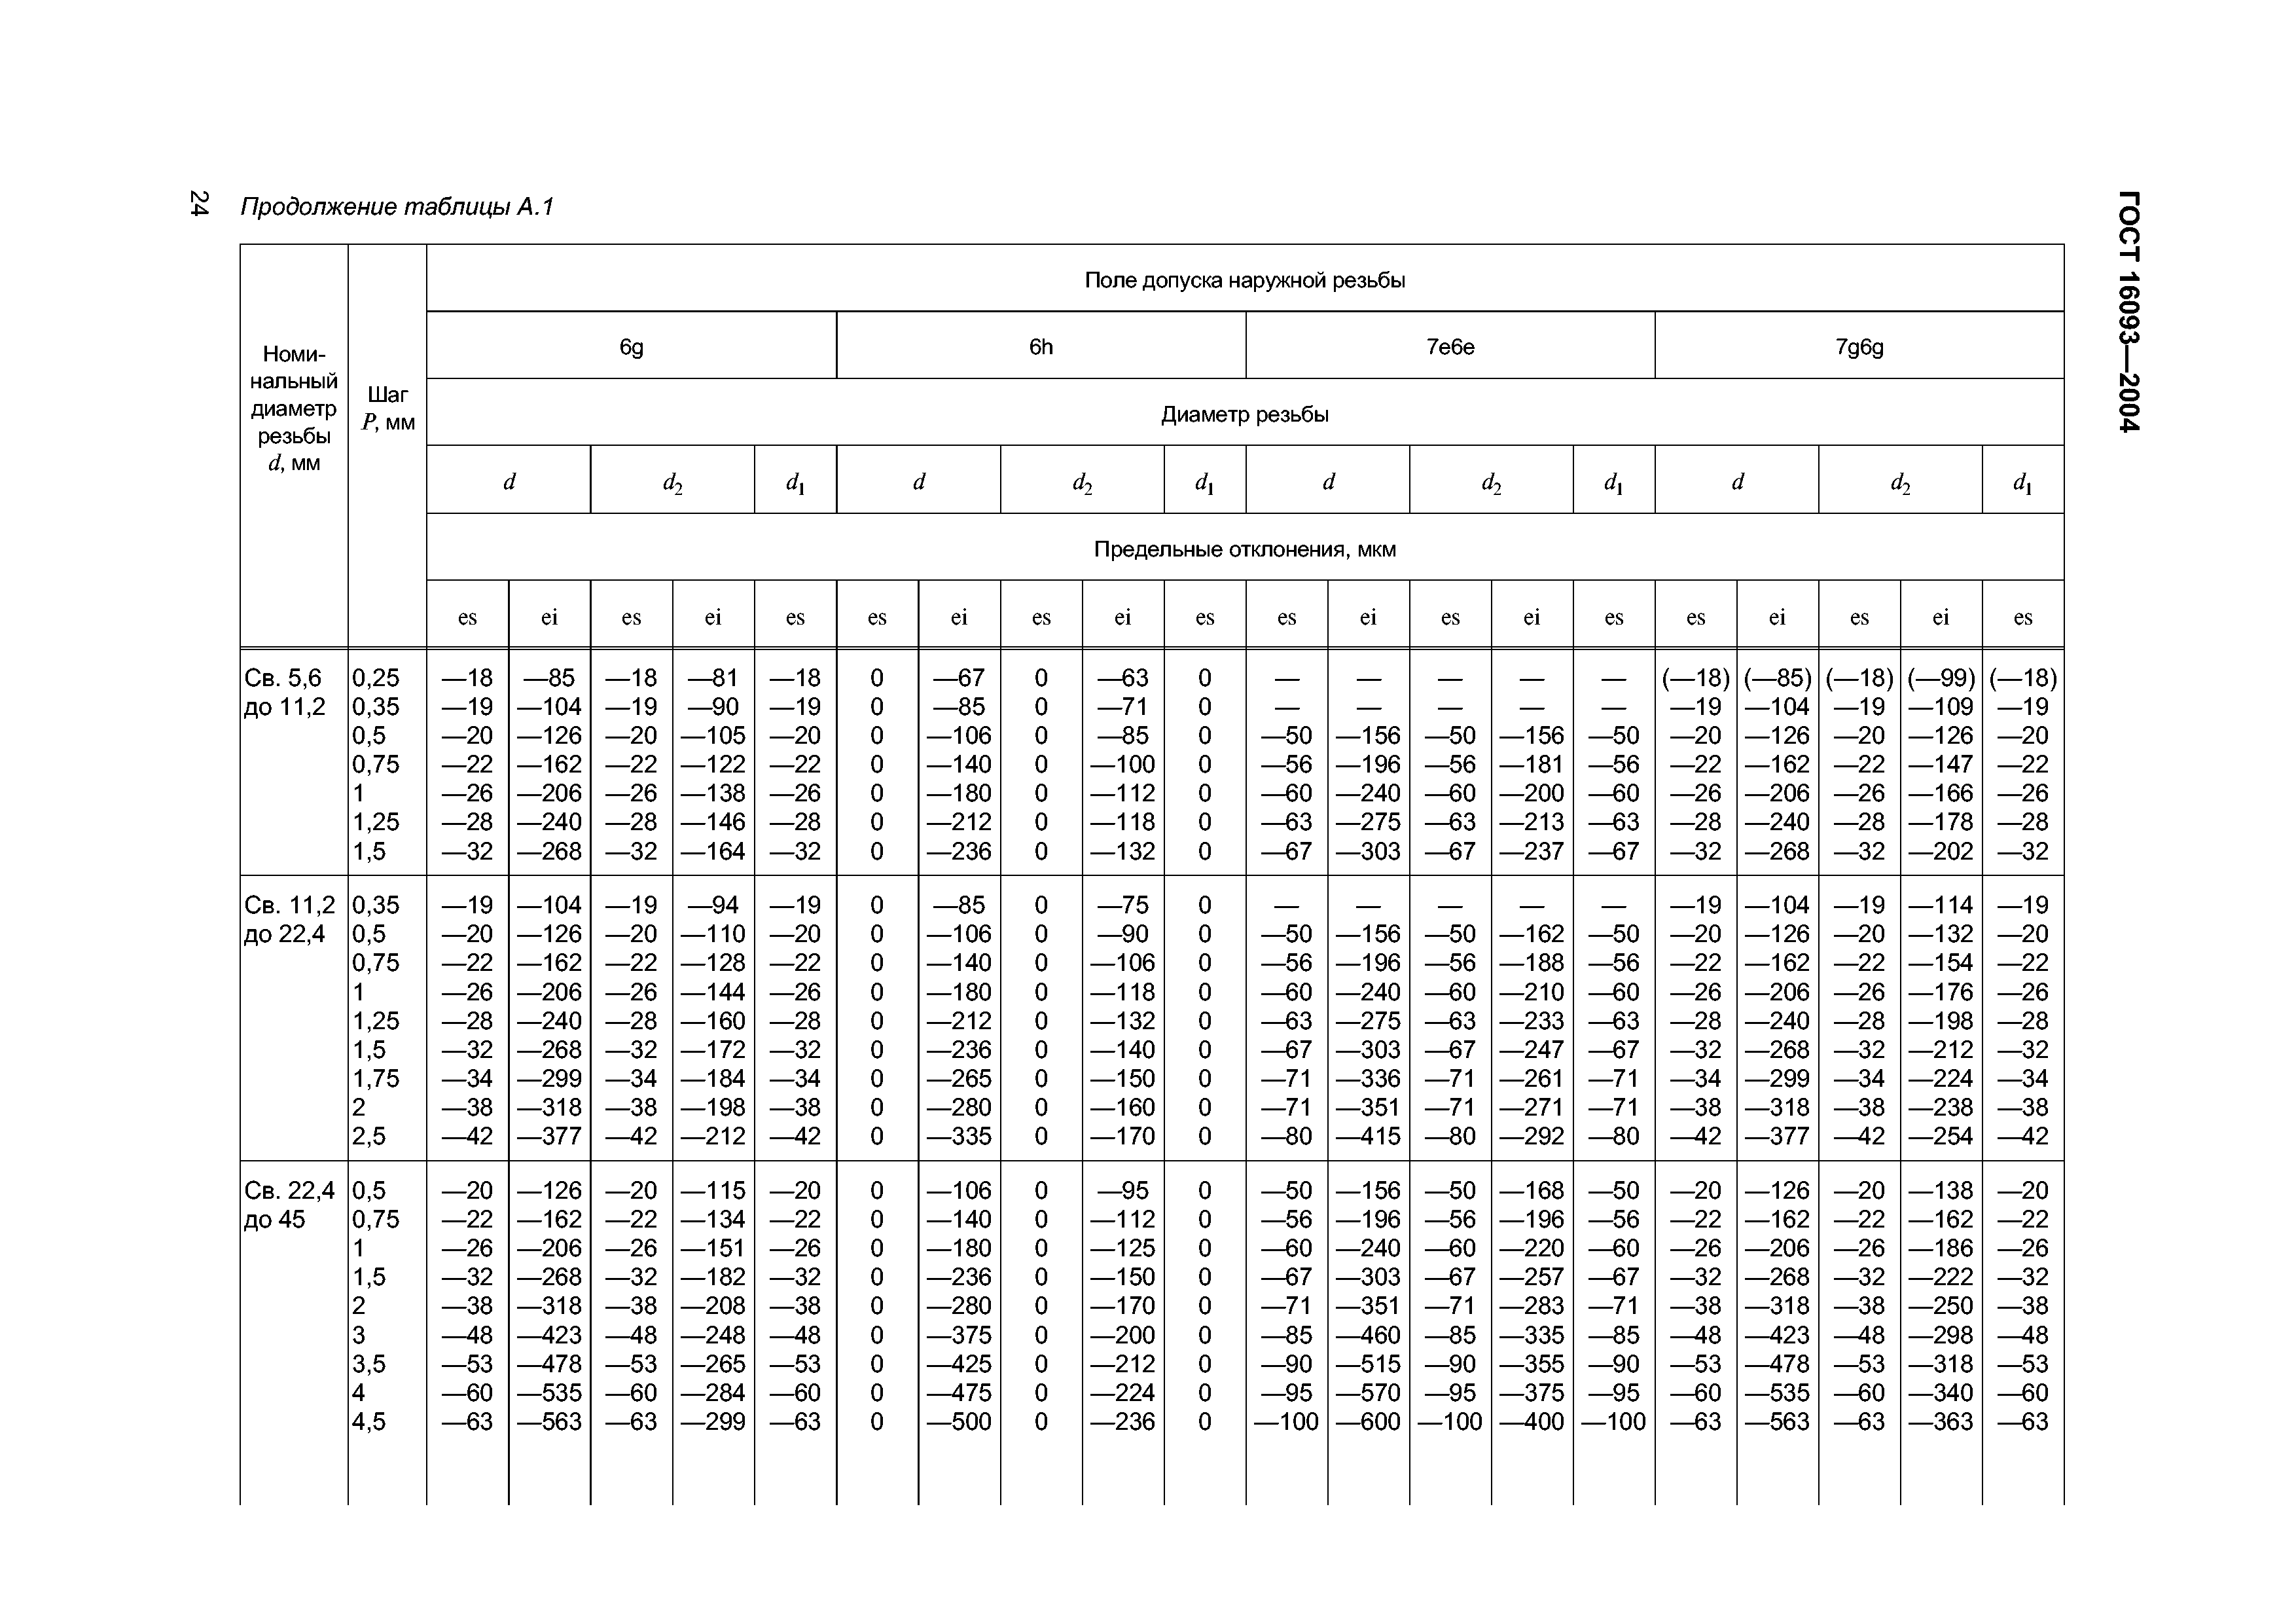 24
Продолжение таблицы А.1
ГОСТ 16093—2004
Номи-
нальный
диаметр
резьбы
d, мм
Шаг
P, мм
Поле допуска наружной резьбы
6g 6h 7e6e 7g6g
Диаметр резьбы
d d2 d1 d d2 d1 d d2 d1 d d2 d1
Предельные отклонения, мкм
es ei es ei es es ei es ei es es ei es ei es es ei es ei es
Св. 5,6 0,25 —18 —85 —18 —81 —18 0 —67 0 —63 0 — — — — — (—18) (—85) (—18) (—99) (—18)
до 11,2 0,35 —19 —104 —19 —90 —19 0 —85 0 —71 0 — — — — — —19 —104 —19 —109 —19
0,5 —20 —126 —20 —105 —20 0 —106 0 —85 0 —50 —156 —50 —156 —50 —20 —126 —20 —126 —20
0,75 —22 —162 —22 —122 —22 0 —140 0 —100 0 —56 —196 —56 —181 —56 —22 —162 —22 —147 —22
1 —26 —206 —26 —138 —26 0 —180 0 —112 0 —60 —240 —60 —200 —60 —26 —206 —26 —166 —26
1,25 —28 —240 —28 —146 —28 0 —212 0 —118 0 —63 —275 —63 —213 —63 —28 —240 —28 —178 —28
1,5 —32 —268 —32 —164 —32 0 —236 0 —132 0 —67 —303 —67 —237 —67 —32 —268 —32 —202 —32
Св. 11,2 0,35 —19 —104 —19 —94 —19 0 —85 0 —75 0 — — — — — —19 —104 —19 —114 —19
до 22,4 0,5 —20 —126 —20 —110 —20 0 —106 0 —90 0 —50 —156 —50 —162 —50 —20 —126 —20 —132 —20
0,75 —22 —162 —22 —128 —22 0 —140 0 —106 0 —56 —196 —56 —188 —56 —22 —162 —22 —154 —22
1 —26 —206 —26 —144 —26 0 —180 0 —118 0 —60 —240 —60 —210 —60 —26 —206 —26 —176 —26
1,25 —28 —240 —28 —160 —28 0 —212 0 —132 0 —63 —275 —63 —233 —63 —28 —240 —28 —198 —28
1,5 —32 —268 —32 —172 —32 0 —236 0 —140 0 —67 —303 —67 —247 —67 —32 —268 —32 —212 —32
1,75 —34 —299 —34 —184 —34 0 —265 0 —150 0 —71 —336 —71 —261 —71 —34 —299 —34 —224 —34
2 —38 —318 —38 —198 —38 0 —280 0 —160 0 —71 —351 —71 —271 —71 —38 —318 —38 —238 —38
2,5 —42 —377 —42 —212 —42 0 —335 0 —170 0 —80 —415 —80 —292 —80 —42 —377 —42 —254 —42
Св. 22,4 0,5 —20 —126 —20 —115 —20 0 —106 0 —95 0 —50 —156 —50 —168 —50 —20 —126 —20 —138 —20
до 45 0,75 —22 —162 —22 —134 —22 0 —140 0 —112 0 —56 —196 —56 —196 —56 —22 —162 —22 —162 —22
1 —26 —206 —26 —151 —26 0 —180 0 —125 0 —60 —240 —60 —220 —60 —26 —206 —26 —186 —26
1,5 —32 —268 —32 —182 —32 0 —236 0 —150 0 —67 —303 —67 —257 —67 —32 —268 —32 —222 —32
2 —38 —318 —38 —208 —38 0 —280 0 —170 0 —71 —351 —71 —283 —71 —38 —318 —38 —250 —38
3 —48 —423 —48 —248 —48 0 —375 0 —200 0 —85 —460 —85 —335 —85 —48 —423 —48 —298 —48
3,5 —53 —478 —53 —265 —53 0 —425 0 —212 0 —90 —515 —90 —355 —90 —53 —478 —53 —318 —53
4 —60 —535 —60 —284 —60 0 —475 0 —224 0 —95 —570 —95 —375 —95 —60 —535 —60 —340 —60
4,5 —63 —563 —63 —299 —63 0 —500 0 —236 0 —100 —600 —100 —400 —100 —63 —563 —63 —363 —63